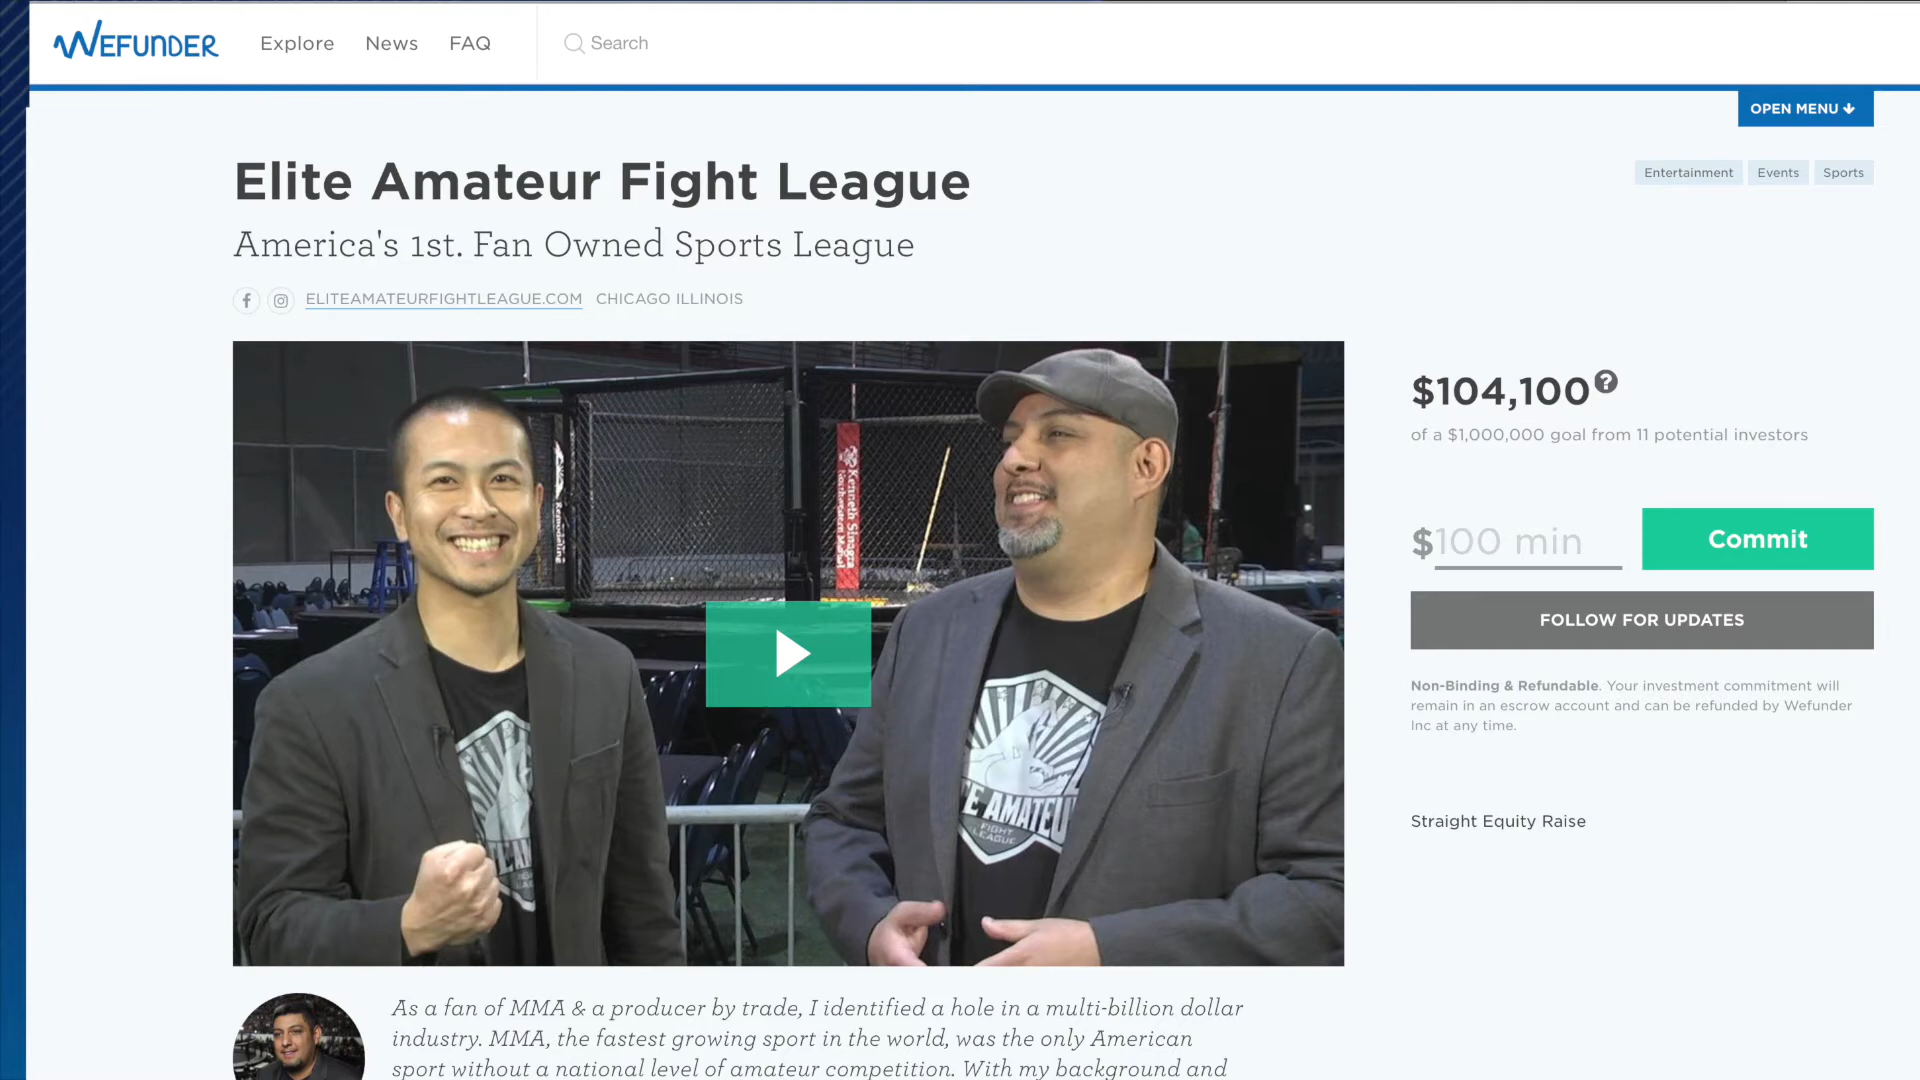 WEFUNDER
Explore
News
FAQ
Search
OPEN MENU
Elite Amateur Fight League
Entertainment
Events
Sports
America's 1st. Fan Owned Sports League
ELITEAMATEURFIGHTLEAGUE.COM
CHICAGO ILLINOIS
Kenneth Sinagra
E AMATEU
FIGHT
LEAGUE
$104,100
of a $1,000,000 goal from 11 potential investors
$100 min
Commit
FOLLOW FOR UPDATES
Non-Binding & Refundable. Your investment commitment will
remain in an escrow account and can be refunded by Wefunder
Inc at any time.
Straight Equity Raise
As a fan of MMA & a producer by trade, I identified a hole in a multi-billion dollar
industry. MMA, the fastest growing sport in the world, was the only American
sport without a national level of amateur competition. With my background and